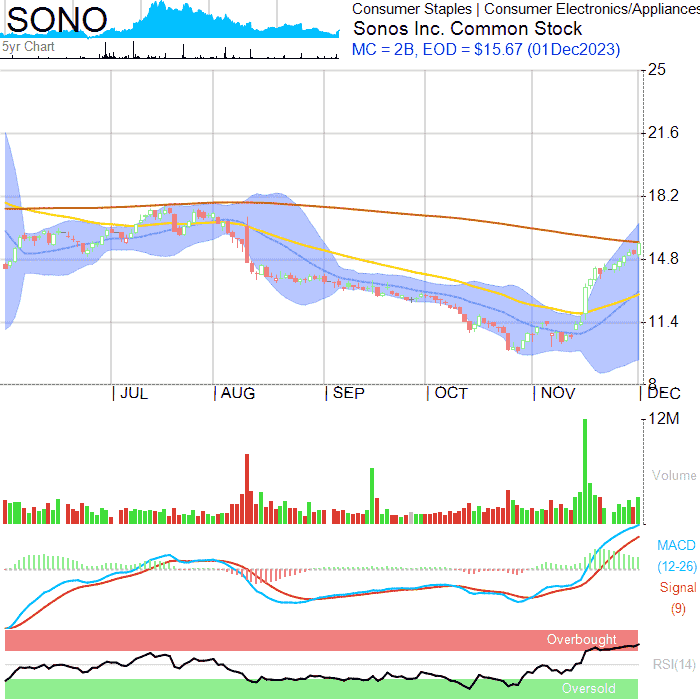 SONO
5yr Chart
Consumer Staples | Consumer Electronics/Appliances
Sonos Inc. Common Stock
MC = 2B, EOD = $15.67 (01Dec2023)
25
21.6
18.2
14.8
11.4
8
JUL AUG SEP OCT NOV DEC
12M
Volume
MACD
(12-26)
Signal
(9)
Overbought
RSI(14)
Oversold